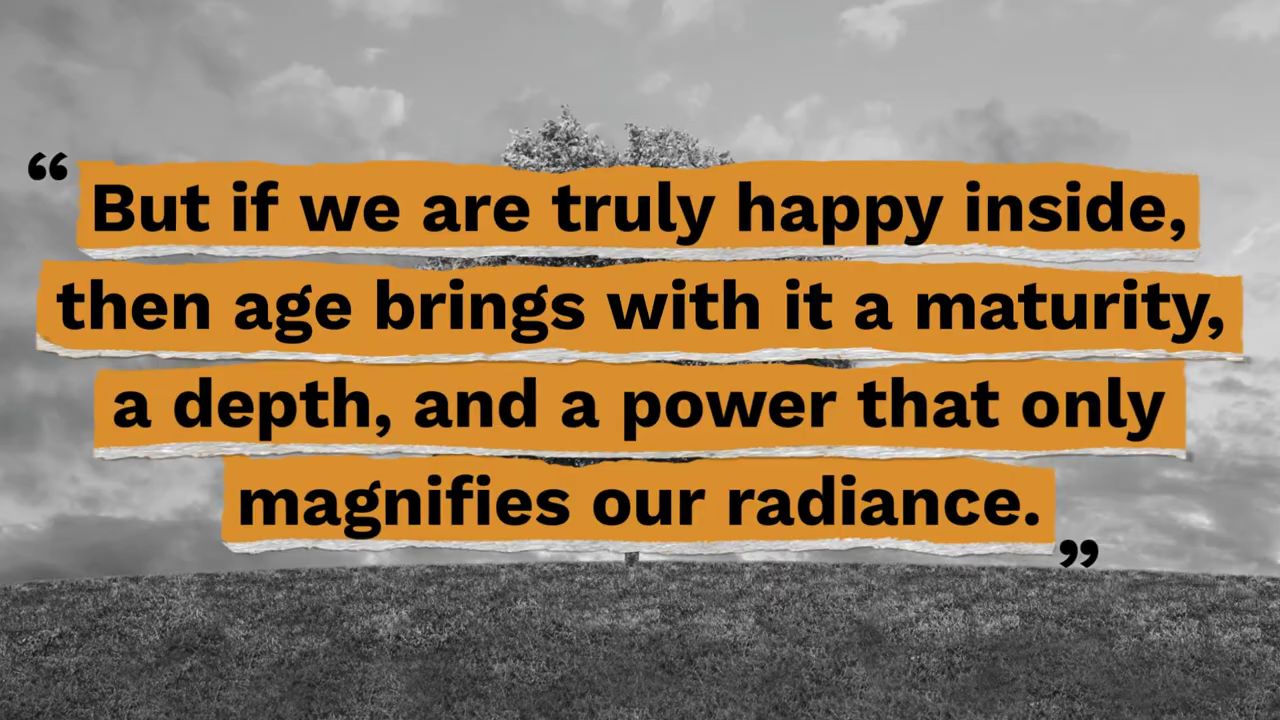 “But if we are truly happy inside,
then age brings with it a maturity,
a depth, and a power that only
magnifies our radiance.”